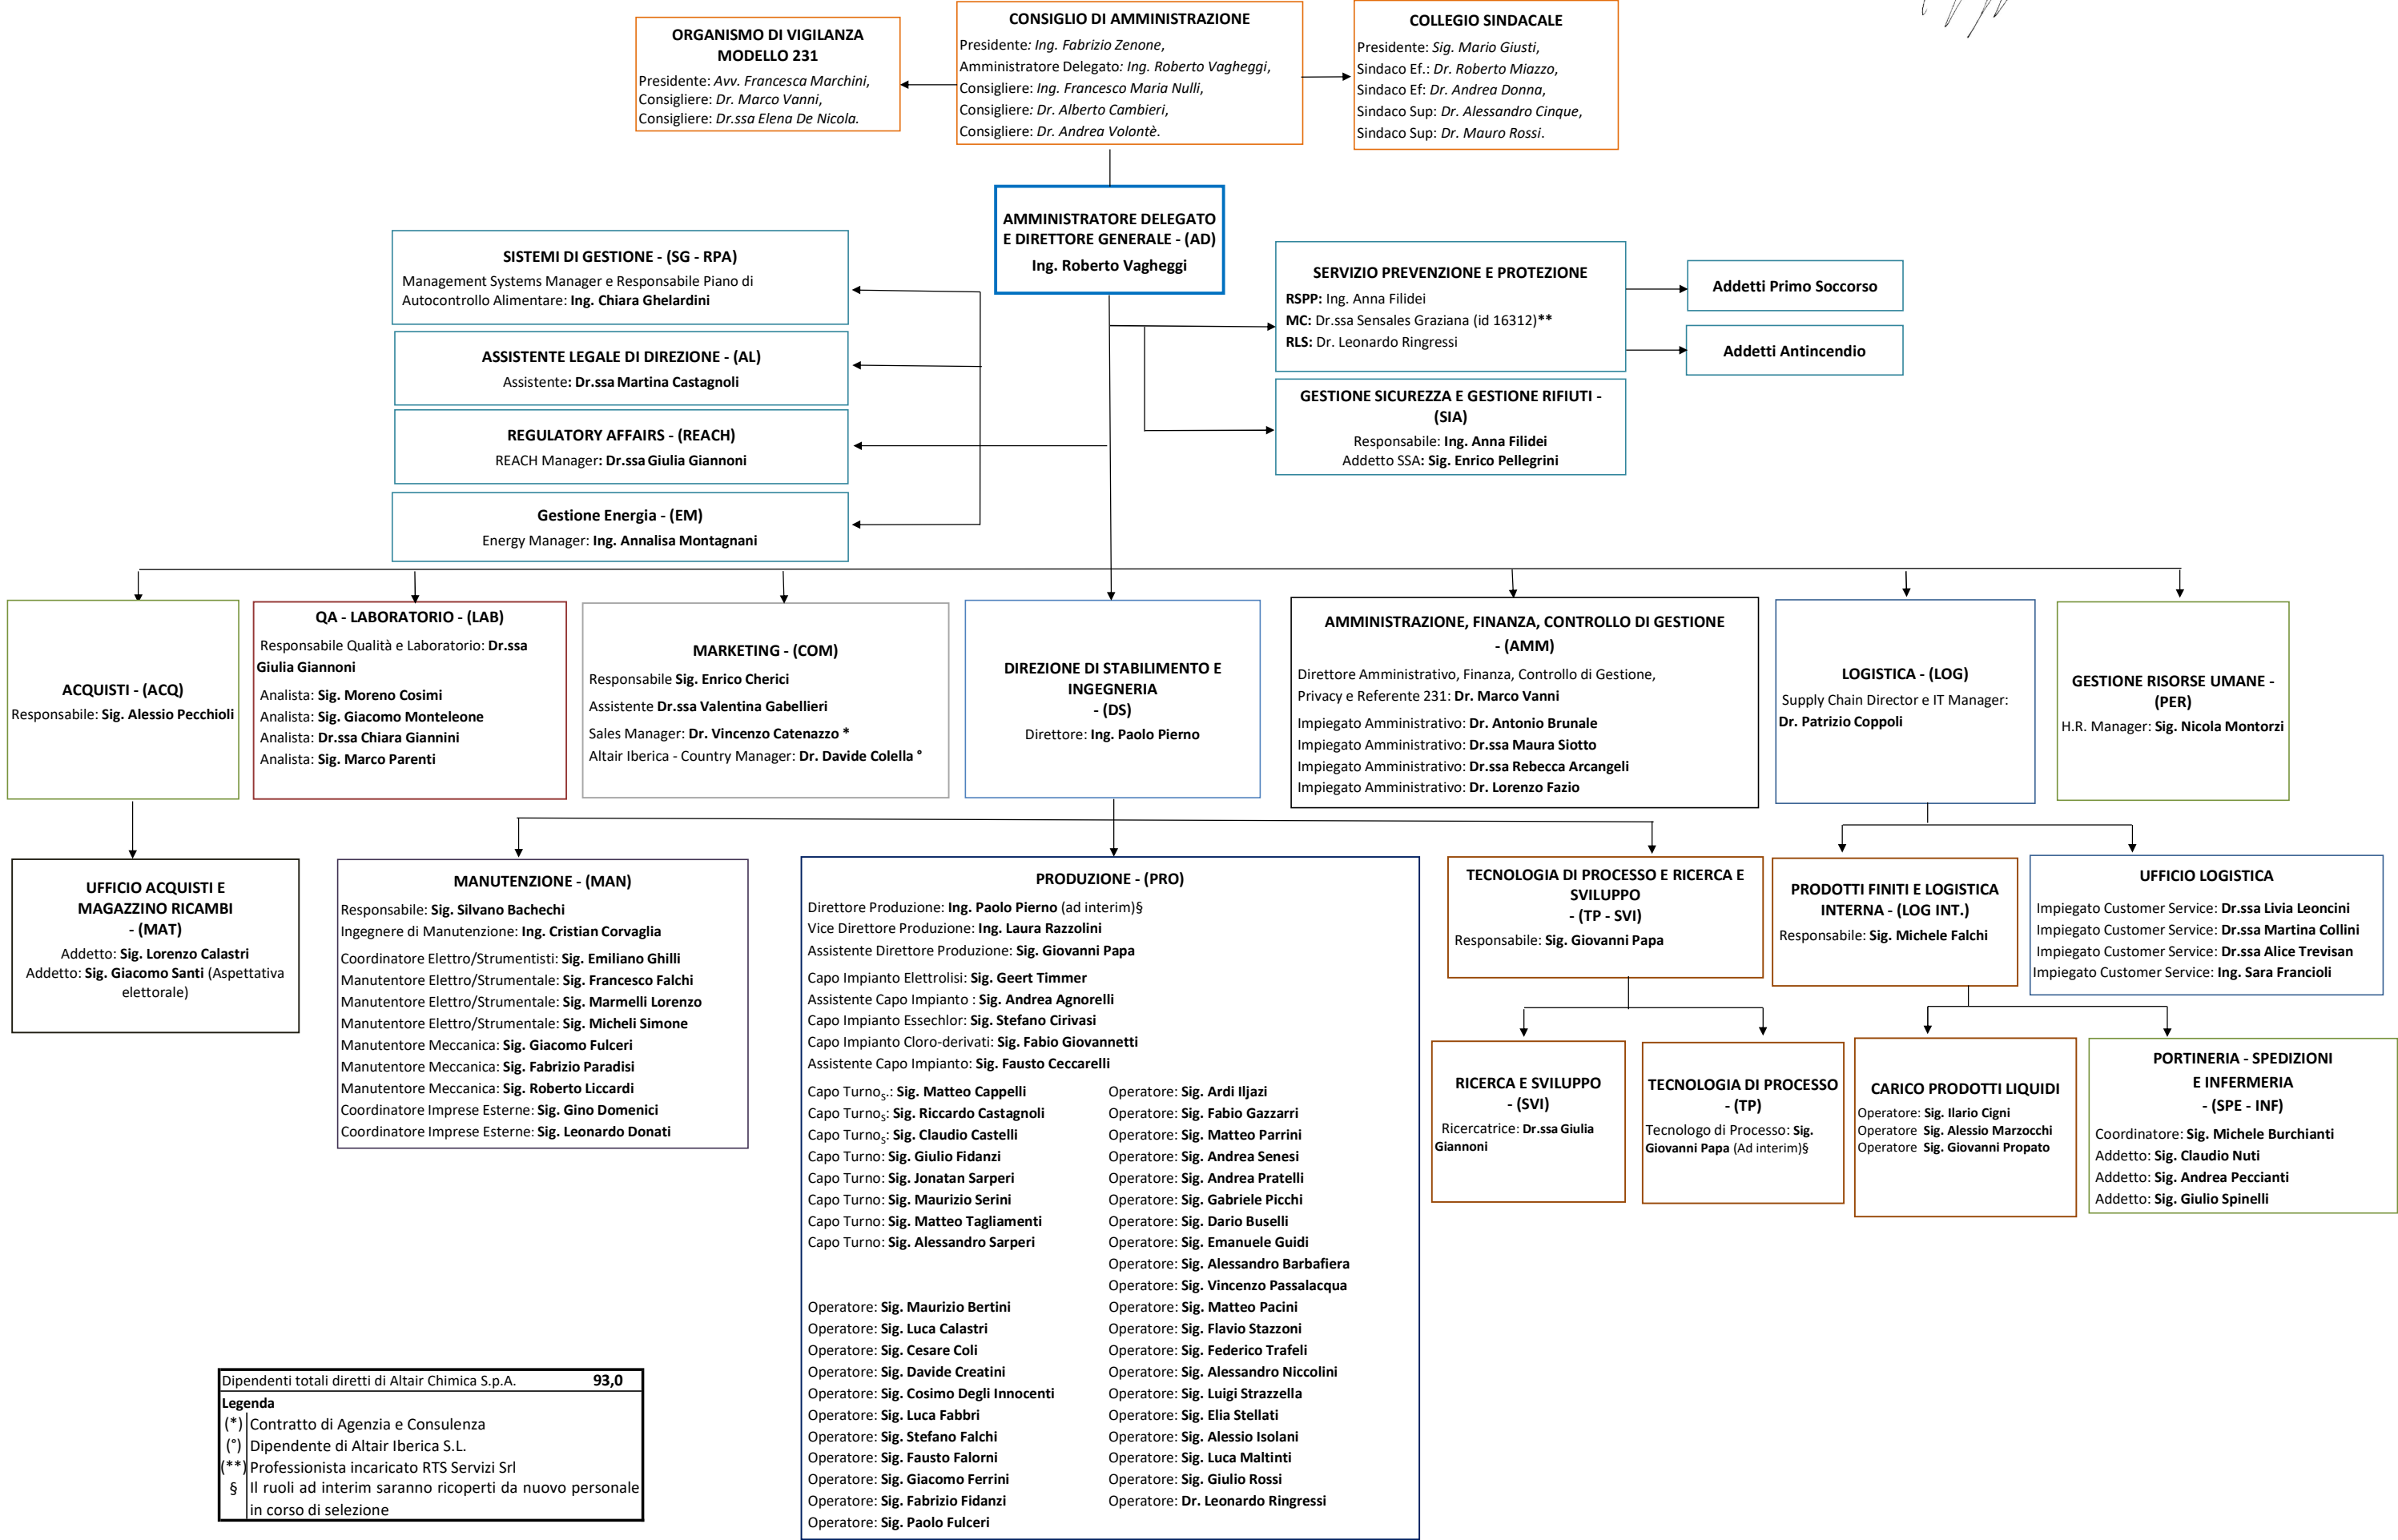 ORGANISMO DI VIGILANZA
MODELLO 231
Presidente: Avv. Francesca Marchini,
Consigliere: Dr. Marco Vanni,
Consigliere: Dr.ssa Elena De Nicola.
CONSIGLIO DI AMMINISTRAZIONE
Presidente: Ing. Fabrizio Zenone,
Amministratore Delegato: Ing. Roberto Vagheggi,
Consigliere: Ing. Francesco Maria Nulli,
Consigliere: Dr. Alberto Cambieri,
Consigliere: Dr. Andrea Volontè.
COLLEGIO SINDACALE
Presidente: Sig. Mario Giusti,
Sindaco Ef.: Dr. Roberto Miazzo,
Sindaco Ef: Dr. Andrea Donna,
Sindaco Sup: Dr. Alessandro Cinque,
Sindaco Sup: Dr. Mauro Rossi.
AMMINISTRATORE DELEGATO
E DIRETTORE GENERALE - (AD)
Ing. Roberto Vagheggi
SISTEMI DI GESTIONE - (SG - RPA)
Management Systems Manager e Responsabile Piano di
Autocontrollo Alimentare: Ing. Chiara Ghelardini
ASSISTENTE LEGALE DI DIREZIONE - (AL)
Assistente: Dr.ssa Martina Castagnoli
REGULATORY AFFAIRS - (REACH)
REACH Manager: Dr.ssa Giulia Giannoni
Gestione Energia - (EM)
Energy Manager: Ing. Annalisa Montagnani
SERVIZIO PREVENZIONE E PROTEZIONE
RSPP: Ing. Anna Filidei
MC: Dr.ssa Sensales Graziana (id 16312)**
RLS: Dr. Leonardo Ringressi
Addetti Primo Soccorso
Addetti Antincendio
GESTIONE SICUREZZA E GESTIONE RIFIUTI -
(SIA)
Responsabile: Ing. Anna Filidei
Addetto SSA: Sig. Enrico Pellegrini
ACQUISTI - (ACQ)
Responsabile: Sig. Alessio Pecchioli
QA - LABORATORIO - (LAB)
Responsabile Qualità e Laboratorio: Dr.ssa
Giulia Giannoni
Analista: Sig. Moreno Cosimi
Analista: Sig. Giacomo Monteleone
Analista: Dr.ssa Chiara Giannini
Analista: Sig. Marco Parenti
MARKETING - (COM)
Responsabile Sig. Enrico Cherici
Assistente Dr.ssa Valentina Gabellieri
Sales Manager: Dr. Vincenzo Catenazzo *
Altair Iberica - Country Manager: Dr. Davide Colella °
DIREZIONE DI STABILIMENTO E
INGEGNERIA
- (DS)
Direttore: Ing. Paolo Pierno
AMMINISTRAZIONE, FINANZA, CONTROLLO DI GESTIONE
- (AMM)
Direttore Amministrativo, Finanza, Controllo di Gestione,
Privacy e Referente 231: Dr. Marco Vanni
Impiegato Amministrativo: Dr. Antonio Brunale
Impiegato Amministrativo: Dr.ssa Maura Siotto
Impiegato Amministrativo: Dr.ssa Rebecca Arcangeli
Impiegato Amministrativo: Dr. Lorenzo Fazio
LOGISTICA - (LOG)
Supply Chain Director e IT Manager:
Dr. Patrizio Coppoli
GESTIONE RISORSE UMANE -
(PER)
H.R. Manager: Sig. Nicola Montorzi
UFFICIO ACQUISTI E
MAGAZZINO RICAMBI
- (MAT)
Addetto: Sig. Lorenzo Calastri
Addetto: Sig. Giacomo Santi (Aspettativa
elettorale)
MANUTENZIONE - (MAN)
Responsabile: Sig. Silvano Bachechi
Ingegnere di Manutenzione: Ing. Cristian Corvaglia
Coordinatore Elettro/Strumentisti: Sig. Emiliano Ghilli
Manutentore Elettro/Strumentale: Sig. Francesco Falchi
Manutentore Elettro/Strumentale: Sig. Marmelli Lorenzo
Manutentore Elettro/Strumentale: Sig. Micheli Simone
Manutentore Meccanica: Sig. Giacomo Fulceri
Manutentore Meccanica: Sig. Fabrizio Paradisi
Manutentore Meccanica: Sig. Roberto Liccardi
Coordinatore Imprese Esterne: Sig. Gino Domenici
Coordinatore Imprese Esterne: Sig. Leonardo Donati
PRODUZIONE - (PRO)
Direttore Produzione: Ing. Paolo Pierno (ad interim)§
Vice Direttore Produzione: Ing. Laura Razzolini
Assistente Direttore Produzione: Sig. Giovanni Papa
Capo Impianto Elettrolisi: Sig. Geert Timmer
Assistente Capo Impianto : Sig. Andrea Agnorelli
Capo Impianto Essechlor: Sig. Stefano Cirivasi
Capo Impianto Cloro-derivati: Sig. Fabio Giovannetti
Assistente Capo Impianto: Sig. Fausto Ceccarelli
Capo Turno S.: Sig. Matteo Cappelli
Capo Turno S: Sig. Riccardo Castagnoli
Capo Turno S: Sig. Claudio Castelli
Capo Turno: Sig. Giulio Fidanzi
Capo Turno: Sig. Jonatan Sarperi
Capo Turno: Sig. Maurizio Serini
Capo Turno: Sig. Matteo Tagliamenti
Capo Turno: Sig. Alessandro Sarperi
Operatore: Sig. Maurizio Bertini
Operatore: Sig. Luca Calastri
Operatore: Sig. Cesare Coli
Operatore: Sig. Davide Creatini
Operatore: Sig. Cosimo Degli Innocenti
Operatore: Sig. Luca Fabbri
Operatore: Sig. Stefano Falchi
Operatore: Sig. Fausto Falorni
Operatore: Sig. Giacomo Ferrini
Operatore: Sig. Fabrizio Fidanzi
Operatore: Sig. Paolo Fulceri
Operatore: Sig. Ardi Iljazi
Operatore: Sig. Fabio Gazzarri
Operatore: Sig. Matteo Parrini
Operatore: Sig. Andrea Senesi
Operatore: Sig. Andrea Pratelli
Operatore: Sig. Gabriele Picchi
Operatore: Sig. Dario Buselli
Operatore: Sig. Emanuele Guidi
Operatore: Sig. Alessandro Barbafiera
Operatore: Sig. Vincenzo Passalacqua
Operatore: Sig. Matteo Pacini
Operatore: Sig. Flavio Stazzoni
Operatore: Sig. Federico Trafeli
Operatore: Sig. Alessandro Niccolini
Operatore: Sig. Luigi Strazzella
Operatore: Sig. Elia Stellati
Operatore: Sig. Alessio Isolani
Operatore: Sig. Luca Maltinti
Operatore: Sig. Giulio Rossi
Operatore: Dr. Leonardo Ringressi
TECNOLOGIA DI PROCESSO E RICERCA E
SVILUPPO
- (TP - SVI)
Responsabile: Sig. Giovanni Papa
PRODOTTI FINITI E LOGISTICA
INTERNA - (LOG INT.)
Responsabile: Sig. Michele Falchi
UFFICIO LOGISTICA
Impiegato Customer Service: Dr.ssa Livia Leoncini
Impiegato Customer Service: Dr.ssa Martina Collini
Impiegato Customer Service: Dr.ssa Alice Trevisan
Impiegato Customer Service: Ing. Sara Francioli
RICERCA E SVILUPPO
- (SVI)
Ricercatrice: Dr.ssa Giulia
Giannoni
TECNOLOGIA DI PROCESSO
- (TP)
Tecnologo di Processo: Sig.
Giovanni Papa (Ad interim)§
CARICO PRODOTTI LIQUIDI
Operatore: Sig. Ilario Cigni
Operatore Sig. Alessio Marzocchi
Operatore Sig. Giovanni Propato
PORTINERIA - SPEDIZIONI
E INFERMERIA
- (SPE - INF)
Coordinatore: Sig. Michele Burchianti
Addetto: Sig. Claudio Nuti
Addetto: Sig. Andrea Peccianti
Addetto: Sig. Giulio Spinelli
Dipendenti totali diretti di Altair Chimica S.p.A. 93,0
Legenda
(*) Contratto di Agenzia e Consulenza
(°) Dipendente di Altair Iberica S.L.
(**) Professionista incaricato RTS Servizi Srl
§ Il ruoli ad interim saranno ricoperti da nuovo personale
in corso di selezione